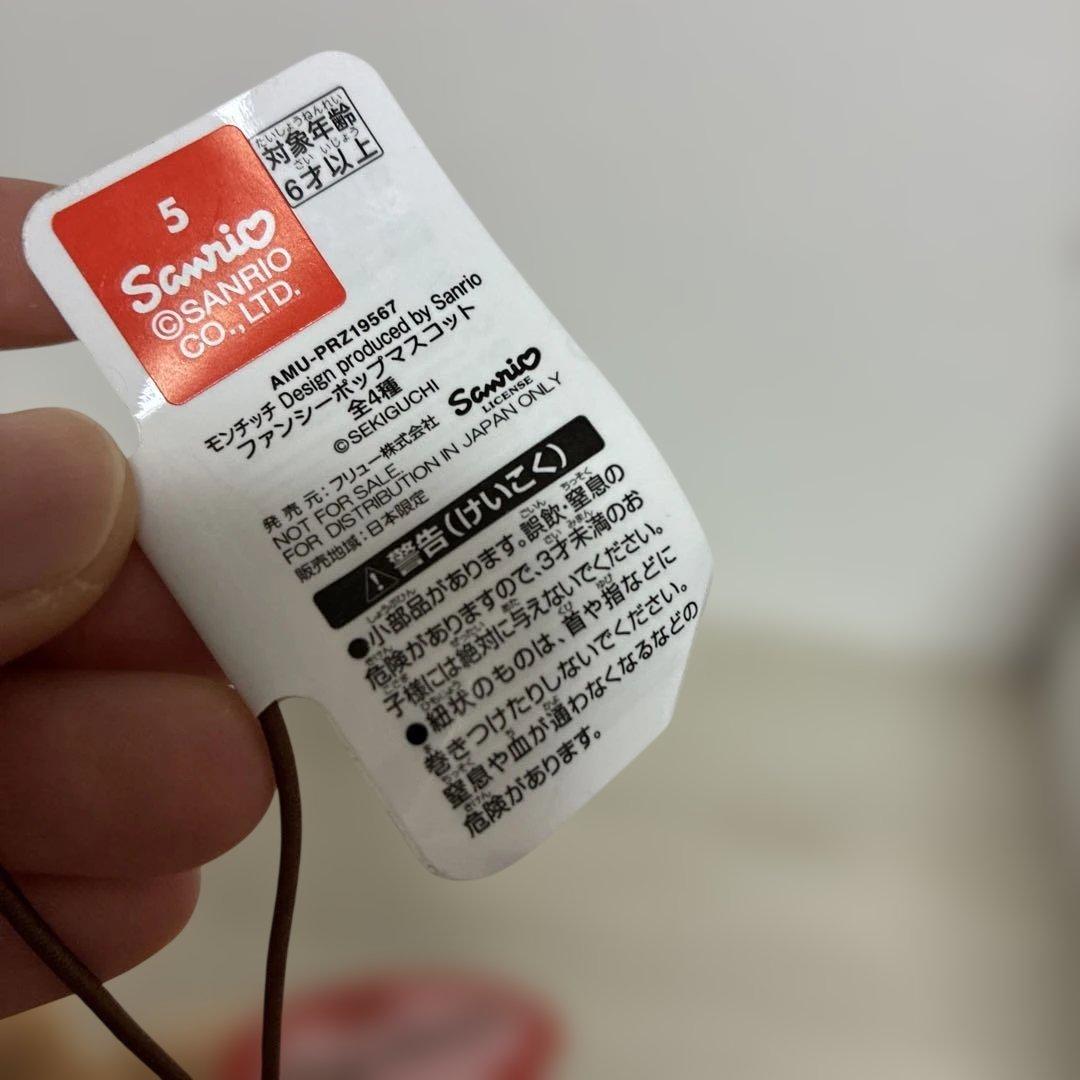 対象年齢
たいしょうねんれい
6才以上
さい いじょう
5
Sanrio
©SANRIO
CO.,LTD.
AMU-PRZ19567
モンチッチ Design produced by Sanrio
ファンシーポップマスコット
全4種
©SEKIGUCHI
Sanrio
LICENSE
発売元:フリュー株式会社
NOT FOR SALE.
FOR DISTRIBUTION IN JAPAN ONLY
販売地域:日本限定
警告(けいこく)
●小部品があります。誤飲・窒息の
危険がありますので、3才未満のお
子様には絶対に与えないでください。
●紐状のものは、首や指などに
巻きつけたりしないでください。
窒息や血が通わなくなるなどの
危険があります。